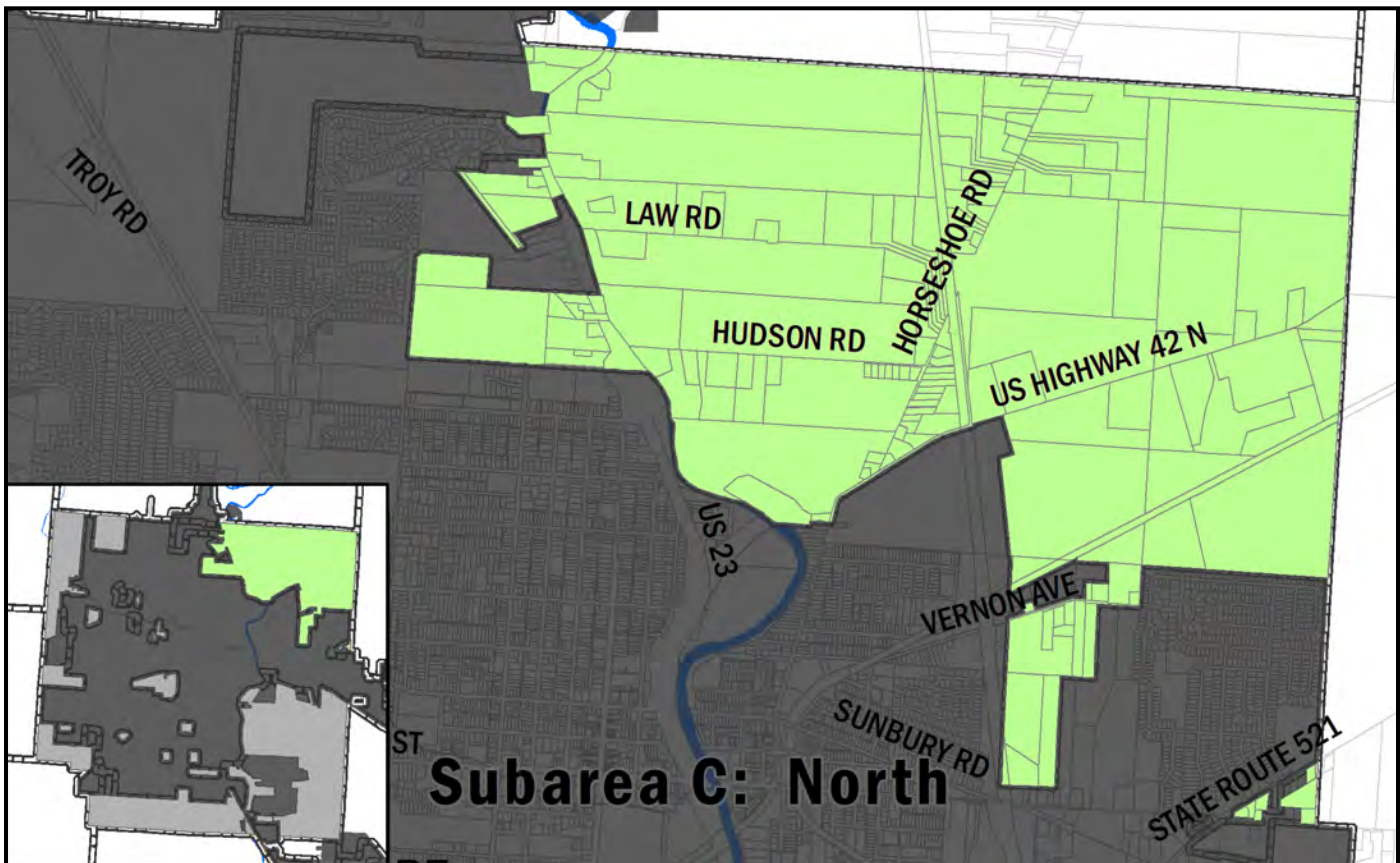 TROY RD
LAW RD
HORSESHOE RD
HUDSON RD
US HIGHWAY 42 N
US 23
VERNON AVE
SUNBURY RD
ST
STATE ROUTE 521
Subarea C: North